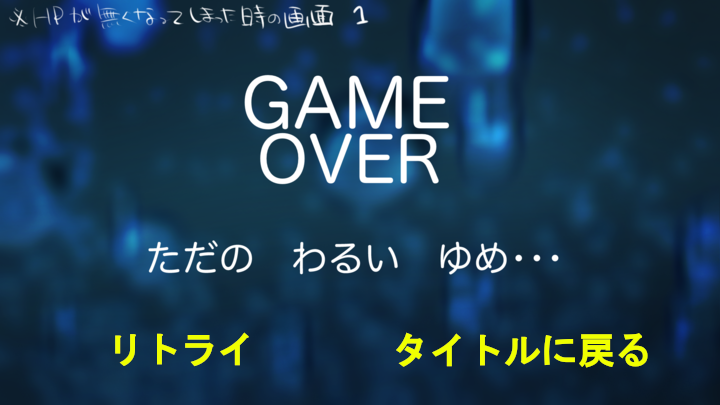 ※HPが無くなってしまった時の画面 1
GAME
OVER
ただの　わるい　ゆめ・・・
リトライ　タイトルに戻る